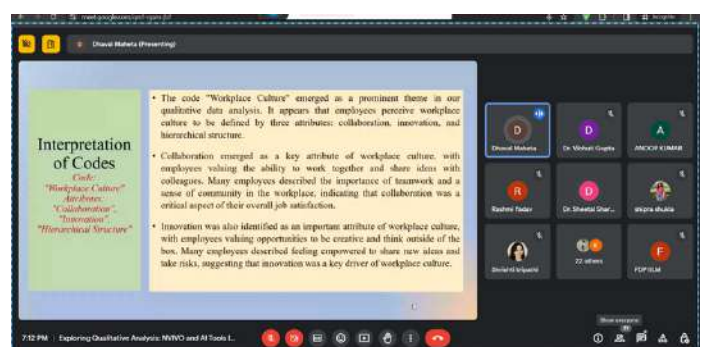 Dhaval Maheta (Presenting)
Interpretation
of Codes
Code:
"Workplace Culture"
Attributes:
"Collaboration",
"Innovation",
"Hierarchical Structure"
• The code "Workplace Culture" emerged as a prominent theme in our
qualitative data analysis. It appears that employees perceive workplace
culture to be defined by three attributes: collaboration, innovation, and
hierarchical structure.
• Collaboration emerged as a key attribute of workplace culture, with
employees valuing the ability to work together and share ideas with
colleagues. Many employees described the importance of teamwork and a
sense of community in the workplace, indicating that collaboration was a
critical aspect of their overall job satisfaction.
• Innovation was also identified as an important attribute of workplace culture,
with employees valuing opportunities to be creative and think outside of the
box. Many employees described feeling empowered to share new ideas and
take risks, suggesting that innovation was a key driver of workplace culture.
D
Dhaval Maheta
D
Dr.
Gupta
A
ANOOP KUMAR
R
Rashmi Yadav
D
Dr. Sheetal Shar...
shipra shukla
tripathi
22 others
F
FDP
Show everyone
7:12 PM | Exploring Qualitative Analysis: NVIVO and AI Tools I...